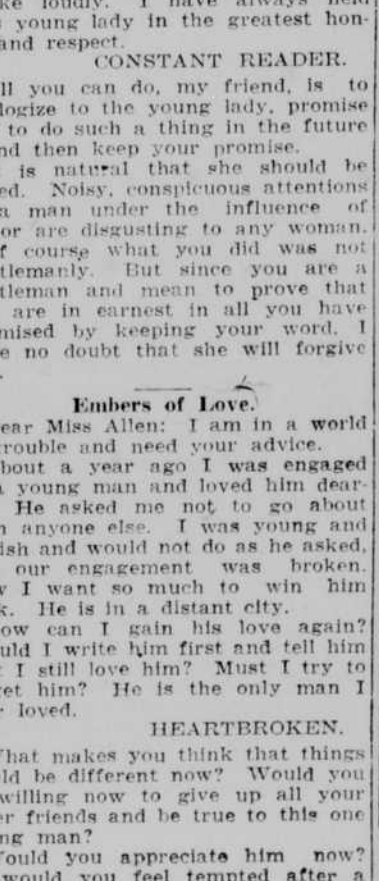 ke loudly. I have always held
young lady in the greatest hon-
and respect.
CONSTANT READER.
ll you can do, my friend, is to
logize to the young lady, promise
to do such a thing in the future
nd then keep your promise.
is natural that she should be
ed. Noisy, conspicuous attentions
a man under the influence of
or are disgusting to any woman.
f course what you did was not
tlemanly. But since you are a
tleman and mean to prove that
are in earnest in all you have
mised by keeping your word, I
e no doubt that she will forgive
.
Embers of Love.
ear Miss Allen: I am in a world
trouble and need your advice.
bout a year ago I was engaged
a young man and loved him dear-
He asked me not to go about
h anyone else. I was young and
ish and would not do as he asked,
our engagement was broken.
w I want so much to win him
k. He is in a distant city.
ow can I gain his love again?
uld I write him first and tell him
t I still love him? Must I try to
get him? He is the only man I
r loved.
HEARTBROKEN.
hat makes you think that things
ld be different now? Would you
willing now to give up all your
er friends and be true to this one
ng man?
ould you appreciate him now?
would you feel tempted after a